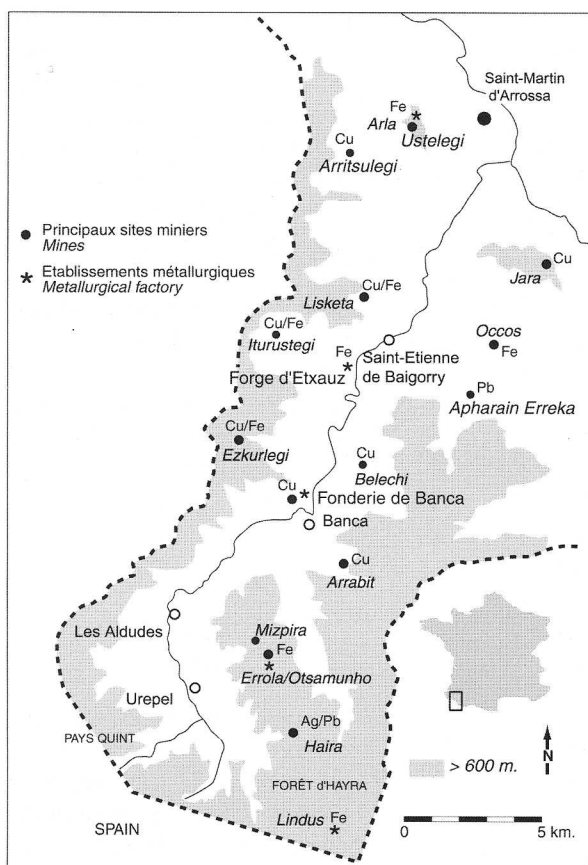 Saint-Martin
d'Arrossa
Fe
Arla
Ustelegi
Cu
Arritsulegi
Principaux sites miniers
Mines
Etablissements métallurgiques
Metallurgical factory
Cu
Jara
Cu/Fe
Lisketa
Cu/Fe
Iturustegi
Occos
Fe
Fe
Saint-Etienne
de Baigorry
Forge d'Etxauz
Pb
Apharain Erreka
Cu/Fe
Ezkurlegi
Cu
Belechi
Cu
Fonderie de Banca
Banca
Cu
Arrabit
Les Aldudes
Mizpira
Fe
Errola/Otsamunho
Urepel
Ag/Pb
Haira
PAYS QUINT
> 600 m.
N
FORÊT d'HAYRA
SPAIN
Lindus
Fe
0 5 km.